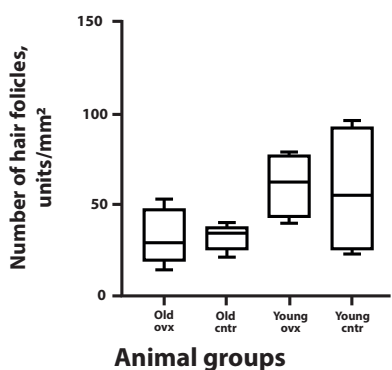 Number of hair folicles,
units/mm²
150
100
50
0
Old
ovx
Old
cntr
Young
ovx
Young
cntr
Animal groups